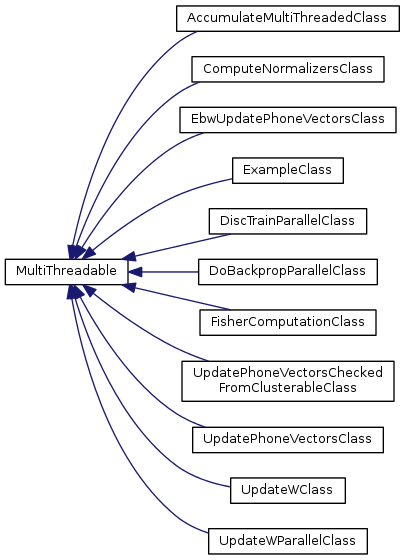 AccumulateMultiThreadedClass
ComputeNormalizersClass
EbwUpdatePhoneVectorsClass
ExampleClass
DiscTrainParallelClass
MultiThreadable
DoBackpropParallelClass
FisherComputationClass
UpdatePhoneVectorsChecked
FromClusterableClass
UpdatePhoneVectorsClass
UpdateWClass
UpdateWParallelClass